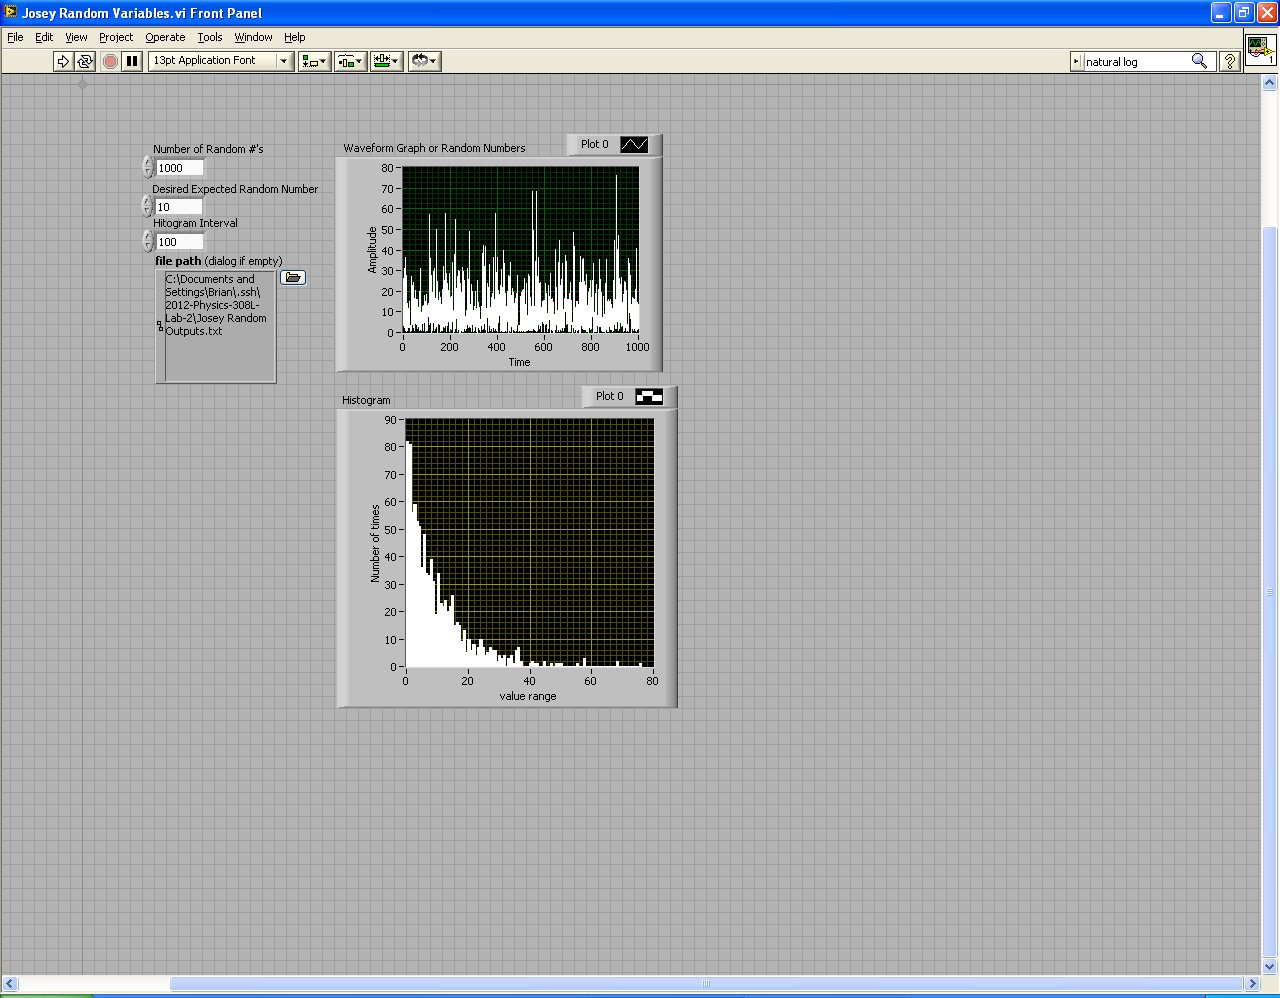 Josey Random Variables.vi Front Panel
File Edit View Project Operate Tools Window Help
13pt Application Font
natural log
?
1
Number of Random #'s
1000
Desired Expected Random Number
10
Hitogram Interval
100
file path (dialog if empty)
C:\Documents and
Settings\Brian\.ssh\
2012-Physics-308L-
Lab-2\Josey Random
Outputs.txt
Waveform Graph or Random Numbers
Plot 0
80
70
60
50
40
30
20
10
0
Amplitude
0 200 400 600 800 1000
Time
Histogram
Plot 0
90
80
70
60
50
40
30
20
10
0
Number of times
0 20 40 60 80
value range